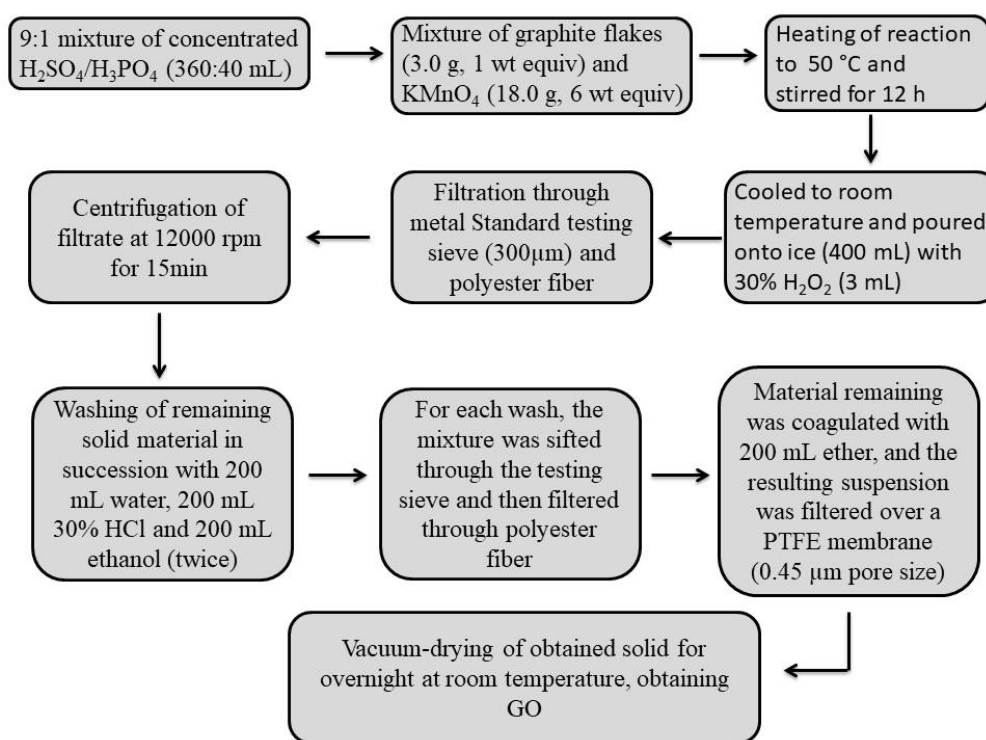 9:1 mixture of concentrated
H₂SO₄/H₃PO₄ (360:40 mL)
Mixture of graphite flakes
(3.0 g, 1 wt equiv) and
KMnO₄ (18.0 g, 6 wt equiv)
Heating of reaction
to 50 °C and
stirred for 12 h
Cooled to room
temperature and poured
onto ice (400 mL) with
30% H₂O₂ (3 mL)
Filtration through
metal Standard testing
sieve (300µm) and
polyester fiber
Centrifugation of
filtrate at 12000 rpm
for 15min
Washing of remaining
solid material in
succession with 200
mL water, 200 mL
30% HCl and 200 mL
ethanol (twice)
For each wash, the
mixture was sifted
through the testing
sieve and then filtered
through polyester
fiber
Material remaining
was coagulated with
200 mL ether, and the
resulting suspension
was filtered over a
PTFE membrane
(0.45 µm pore size)
Vacuum-drying of obtained solid for
overnight at room temperature, obtaining
GO